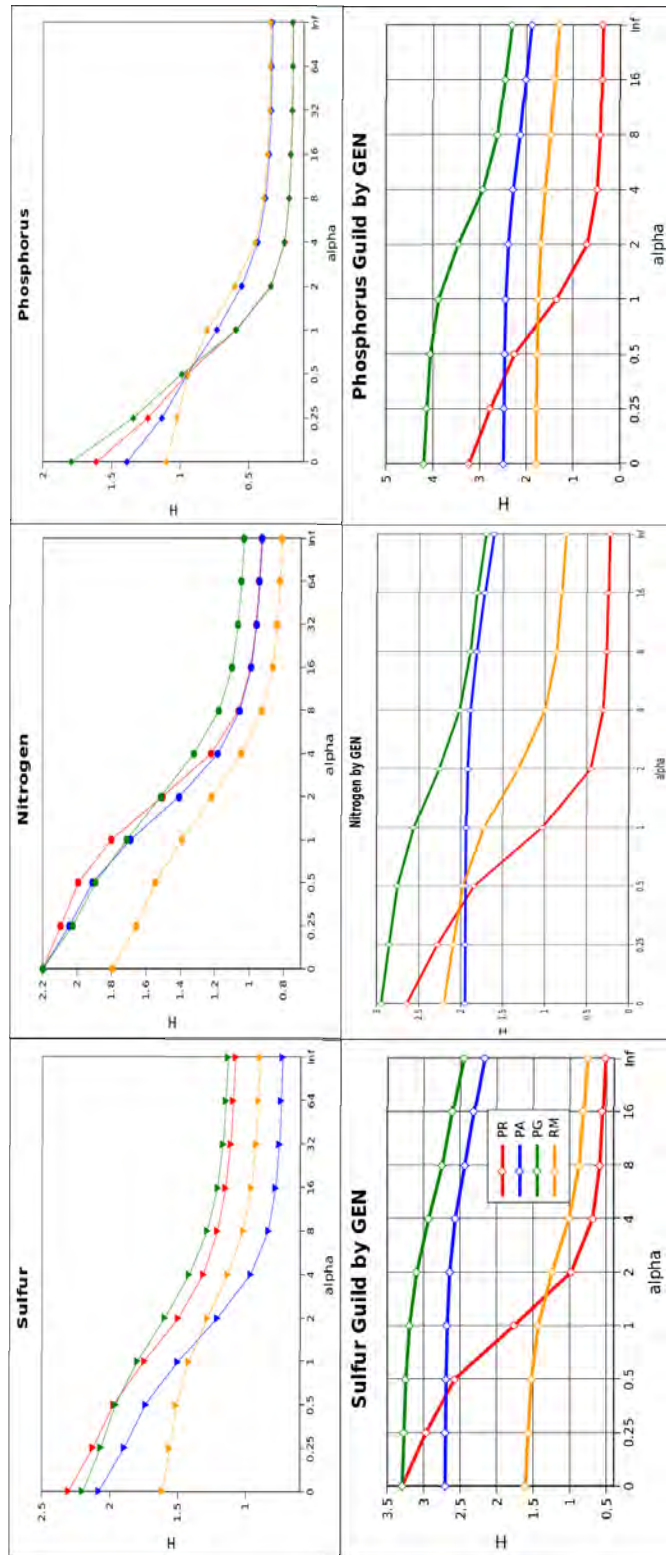 Sulfur
2.5
2
1.5
1
H
0 0.25 0.5 1 2 4 8 16 32 64 Inf
alpha
Nitrogen
2.2
2
1.8
1.6
1.4
1.2
1
0.8
H
0 0.25 0.5 1 2 4 8 16 32 64 Inf
alpha
Phosphorus
2
1.5
1
0.5
H
0 0.25 0.5 1 2 4 8 16 32 64 Inf
alpha
Sulfur Guild by GEN
3.5
3
2.5
2
1.5
1
0.5
H
PR
PA
PG
RM
0 0.25 0.5 1 2 4 8 16 Inf
alpha
Nitrogen by GEN
3
2.5
2
1.5
1
0.5
0
H
0 0.25 0.5 1 2 4 8 16 Inf
alpha
Phosphorus Guild by GEN
5
4
3
2
1
0
H
0 0.25 0.5 1 2 4 8 16 Inf
alpha